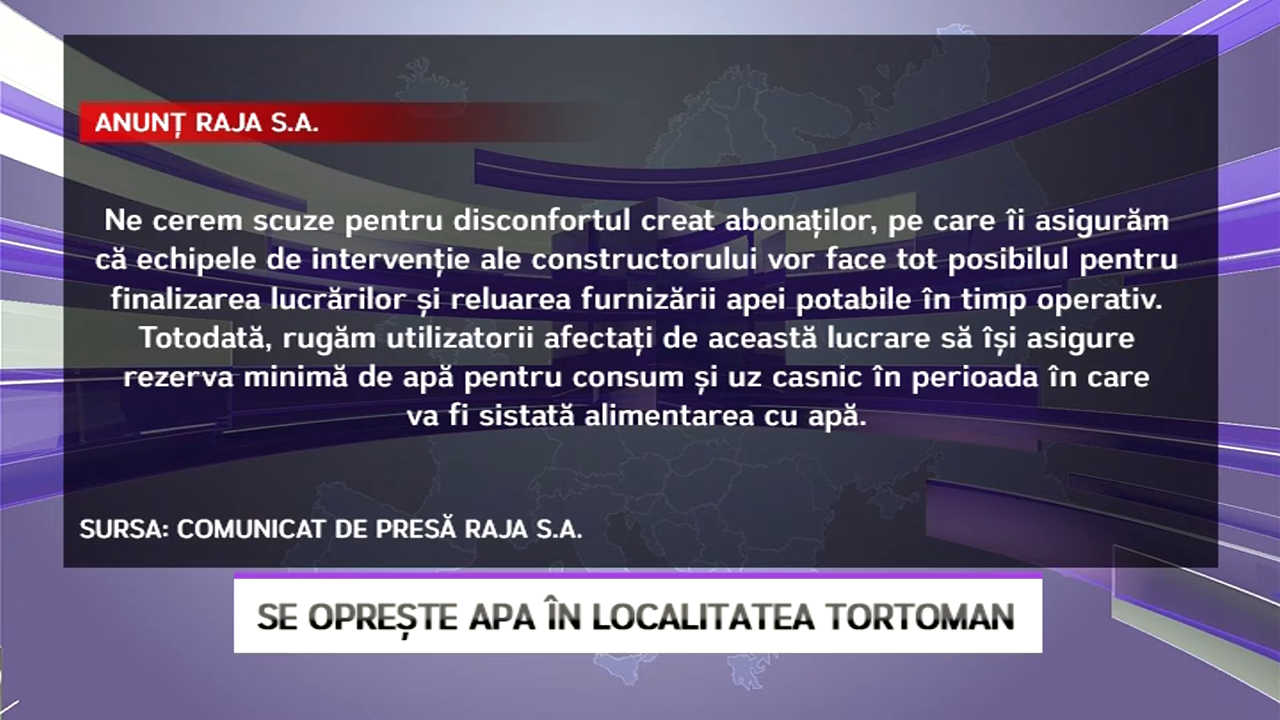 ANUNȚ RAJA S.A.
Ne cerem scuze pentru disconfortul creat abonaților, pe care îi asigurăm
că echipele de intervenție ale constructorului vor face tot posibilul pentru
finalizarea lucrărilor și reluarea furnizării apei potabile în timp operativ.
Totodată, rugăm utilizatorii afectați de această lucrare să își asigure
rezerva minimă de apă pentru consum și uz casnic în perioada în care
va fi sistată alimentarea cu apă.
SURSA: COMUNICAT DE PRESĂ RAJA S.A.
SE OPREȘTE APA ÎN LOCALITATEA TORTOMAN